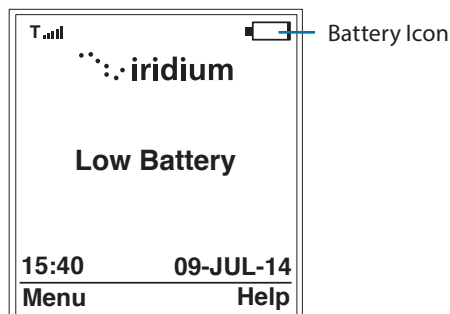 T
Battery Icon
iridium
Low Battery
15:40 09-JUL-14
Menu Help